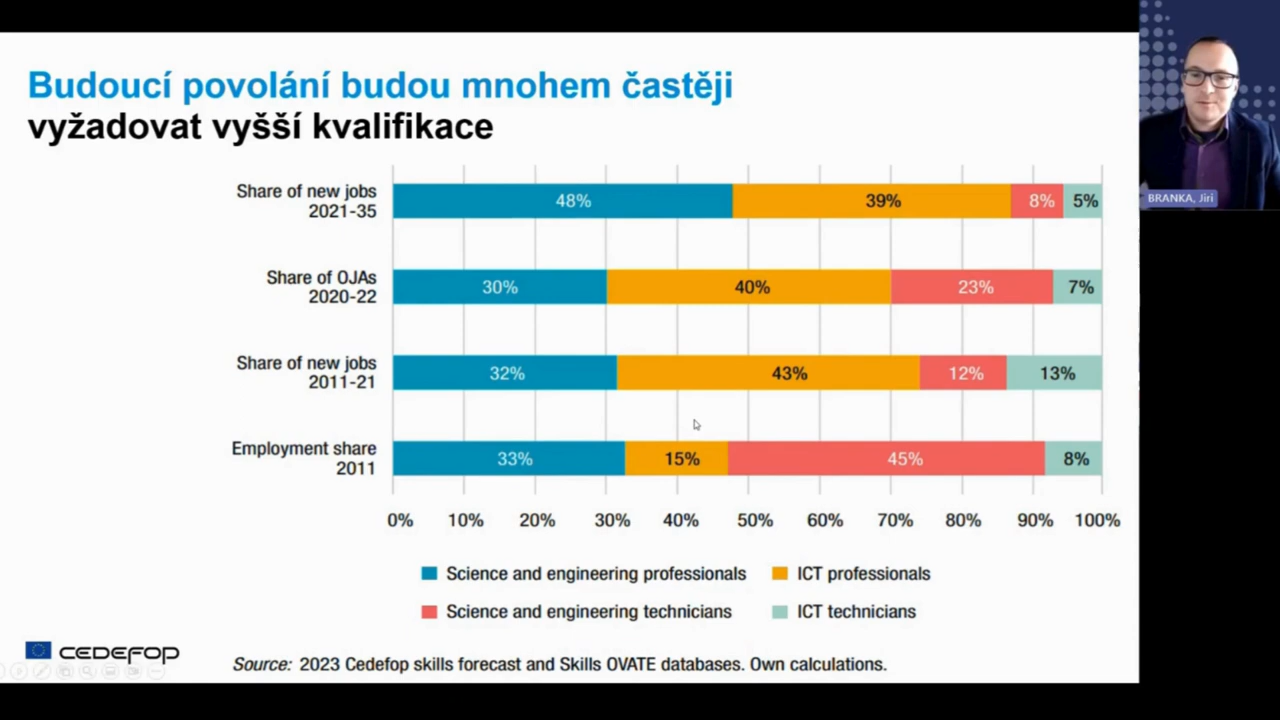 Budoucí povolání budou mnohem častěji
vyžadovat vyšší kvalifikace
BRANKA, Jiri
Share of new jobs
2021-35
48% 39% 8% 5%
Share of OJAs
2020-22
30% 40% 23% 7%
Share of new jobs
2011-21
32% 43% 12% 13%
Employment share
2011
33% 15% 45% 8%
0% 10% 20% 30% 40% 50% 60% 70% 80% 90% 100%
Science and engineering professionals
ICT professionals
Science and engineering technicians
ICT technicians
CEDEFOP
Source: 2023 Cedefop skills forecast and Skills OVATE databases. Own calculations.